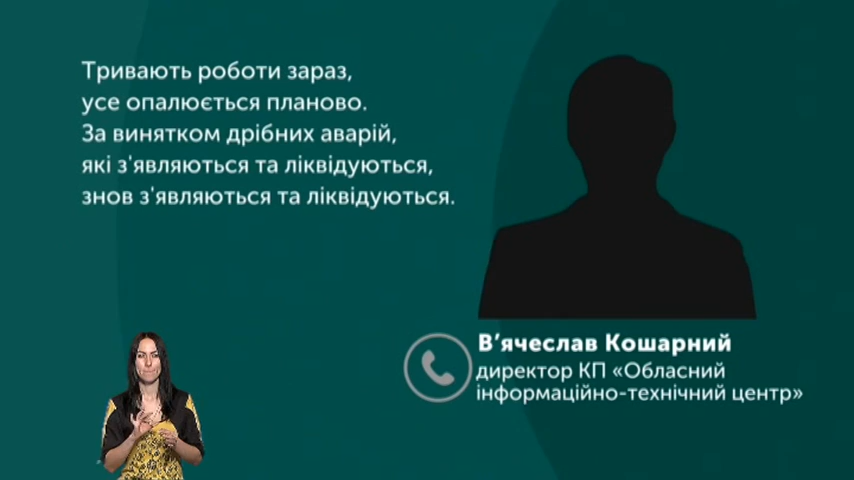 Тривають роботи зараз,
усе опалюється планово.
За винятком дрібних аварій,
які з'являються та ліквідуються,
знов з'являються та ліквідуються.
В’ячеслав Кошарний
директор КП «Обласний
інформаційно-технічний центр»